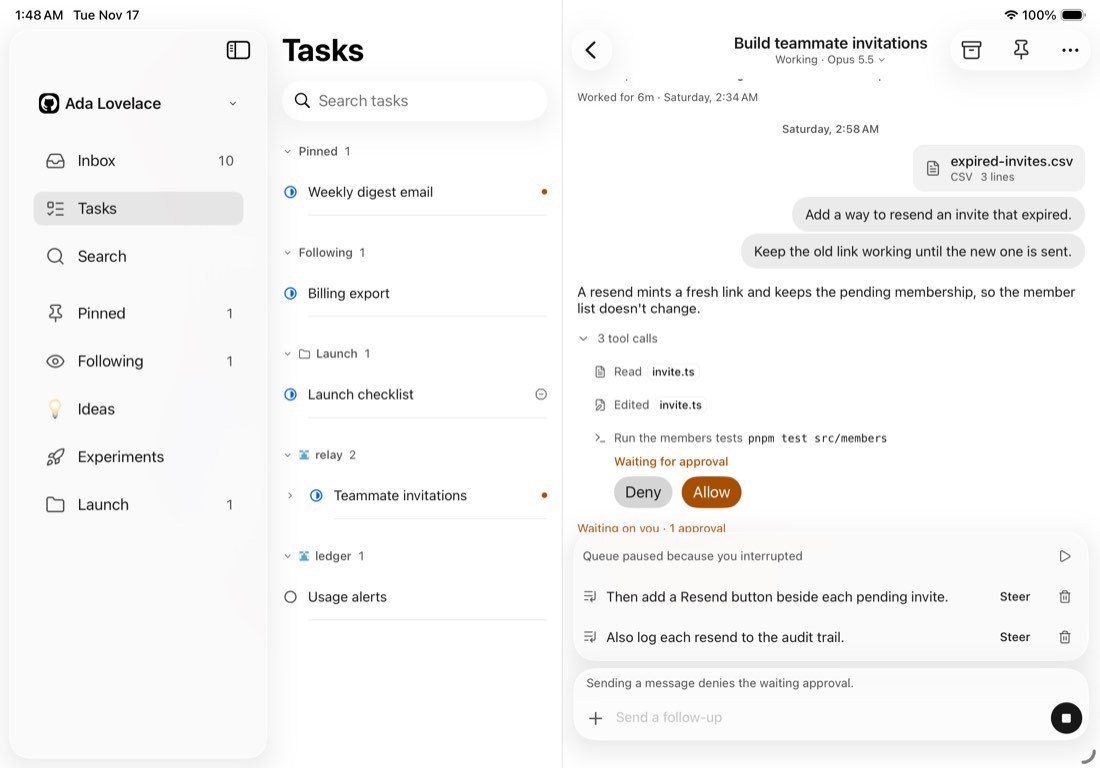 1:48 AM Tue Nov 17
100%
Ada Lovelace
Inbox 10
Tasks
Search
Pinned 1
Following 1
Ideas
Experiments
Launch 1
Tasks
Search tasks
Pinned 1
Weekly digest email
Following 1
Billing export
Launch 1
Launch checklist
relay 2
Teammate invitations
ledger 1
Usage alerts
Build teammate invitations
Working · Opus 5.5
Worked for 6m · Saturday, 2:34 AM
Saturday, 2:58 AM
expired-invites.csv
CSV 3 lines
Add a way to resend an invite that expired.
Keep the old link working until the new one is sent.
A resend mints a fresh link and keeps the pending membership, so the member
list doesn't change.
3 tool calls
Read invite.ts
Edited invite.ts
Run the members tests pnpm test src/members
Waiting for approval
Deny Allow
Waiting on you · 1 approval
Queue paused because you interrupted
Then add a Resend button beside each pending invite. Steer
Also log each resend to the audit trail. Steer
Sending a message denies the waiting approval.
Send a follow-up